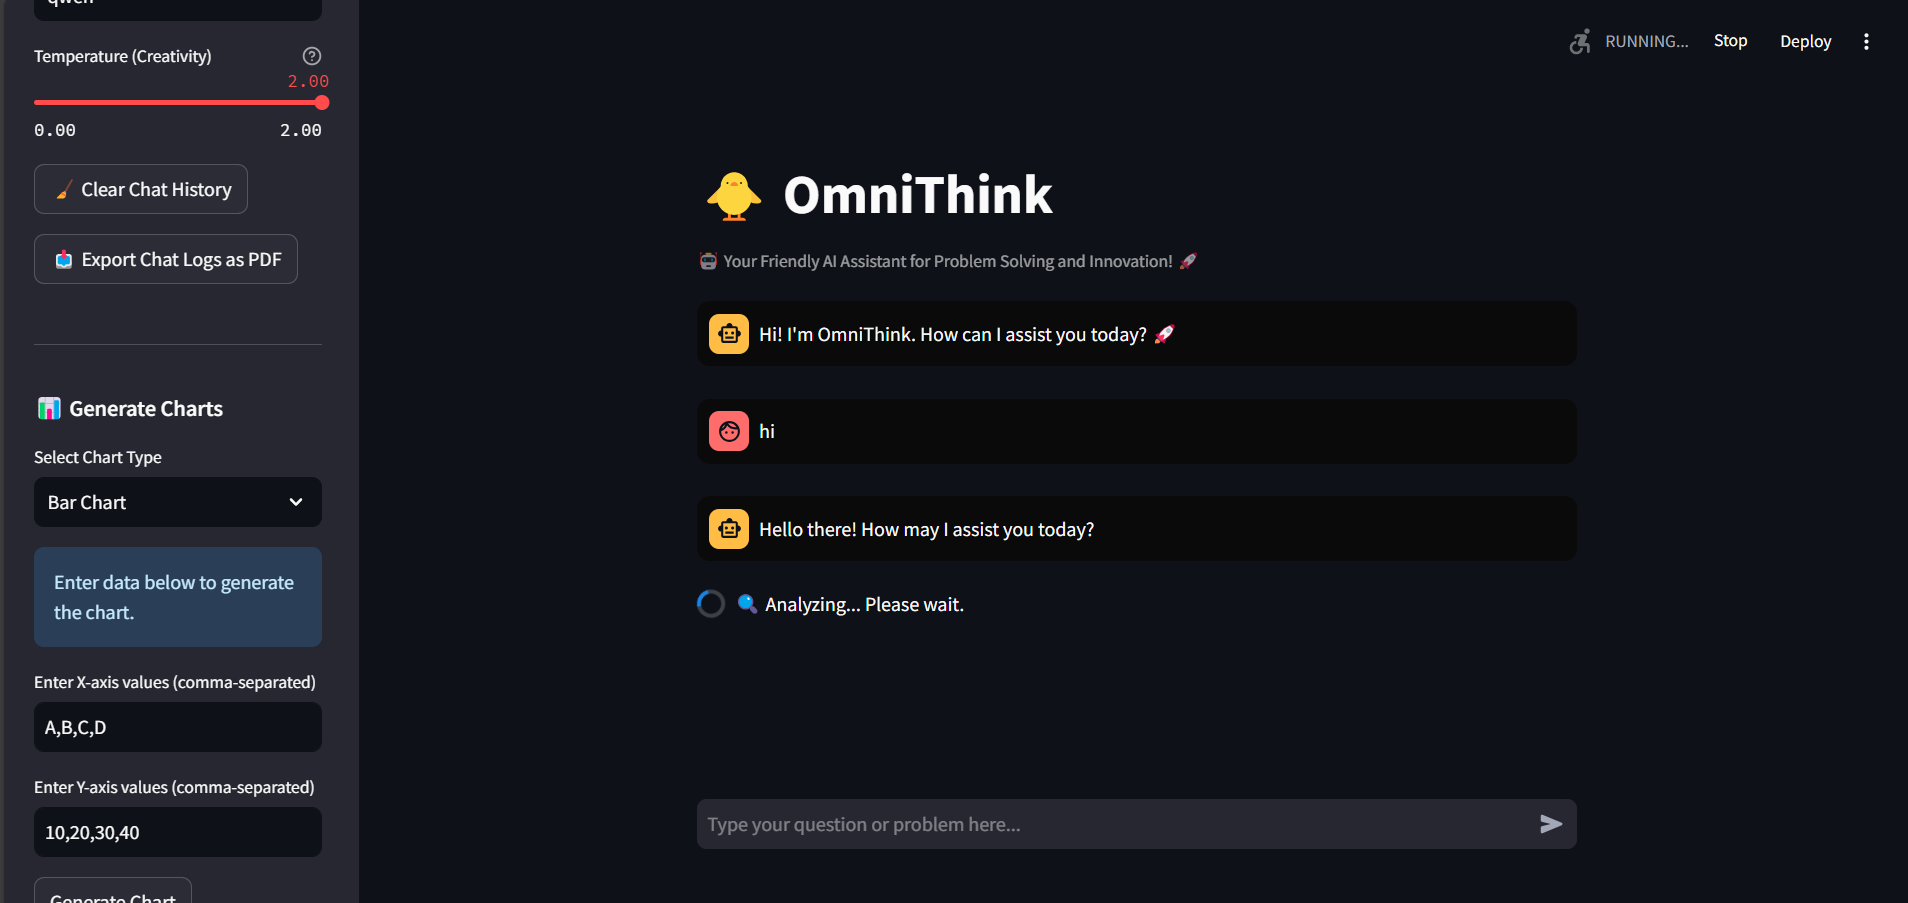 qwen
Temperature (Creativity)
2.00
0.00 2.00
Clear Chat History
Export Chat Logs as PDF
Generate Charts
Select Chart Type
Bar Chart
Enter data below to generate
the chart.
Enter X-axis values (comma-separated)
A,B,C,D
Enter Y-axis values (comma-separated)
10,20,30,40
Generate Chart
RUNNING... Stop Deploy
OmniThink
Your Friendly AI Assistant for Problem Solving and Innovation!
Hi! I'm OmniThink. How can I assist you today?
hi
Hello there! How may I assist you today?
Analyzing... Please wait.
Type your question or problem here...